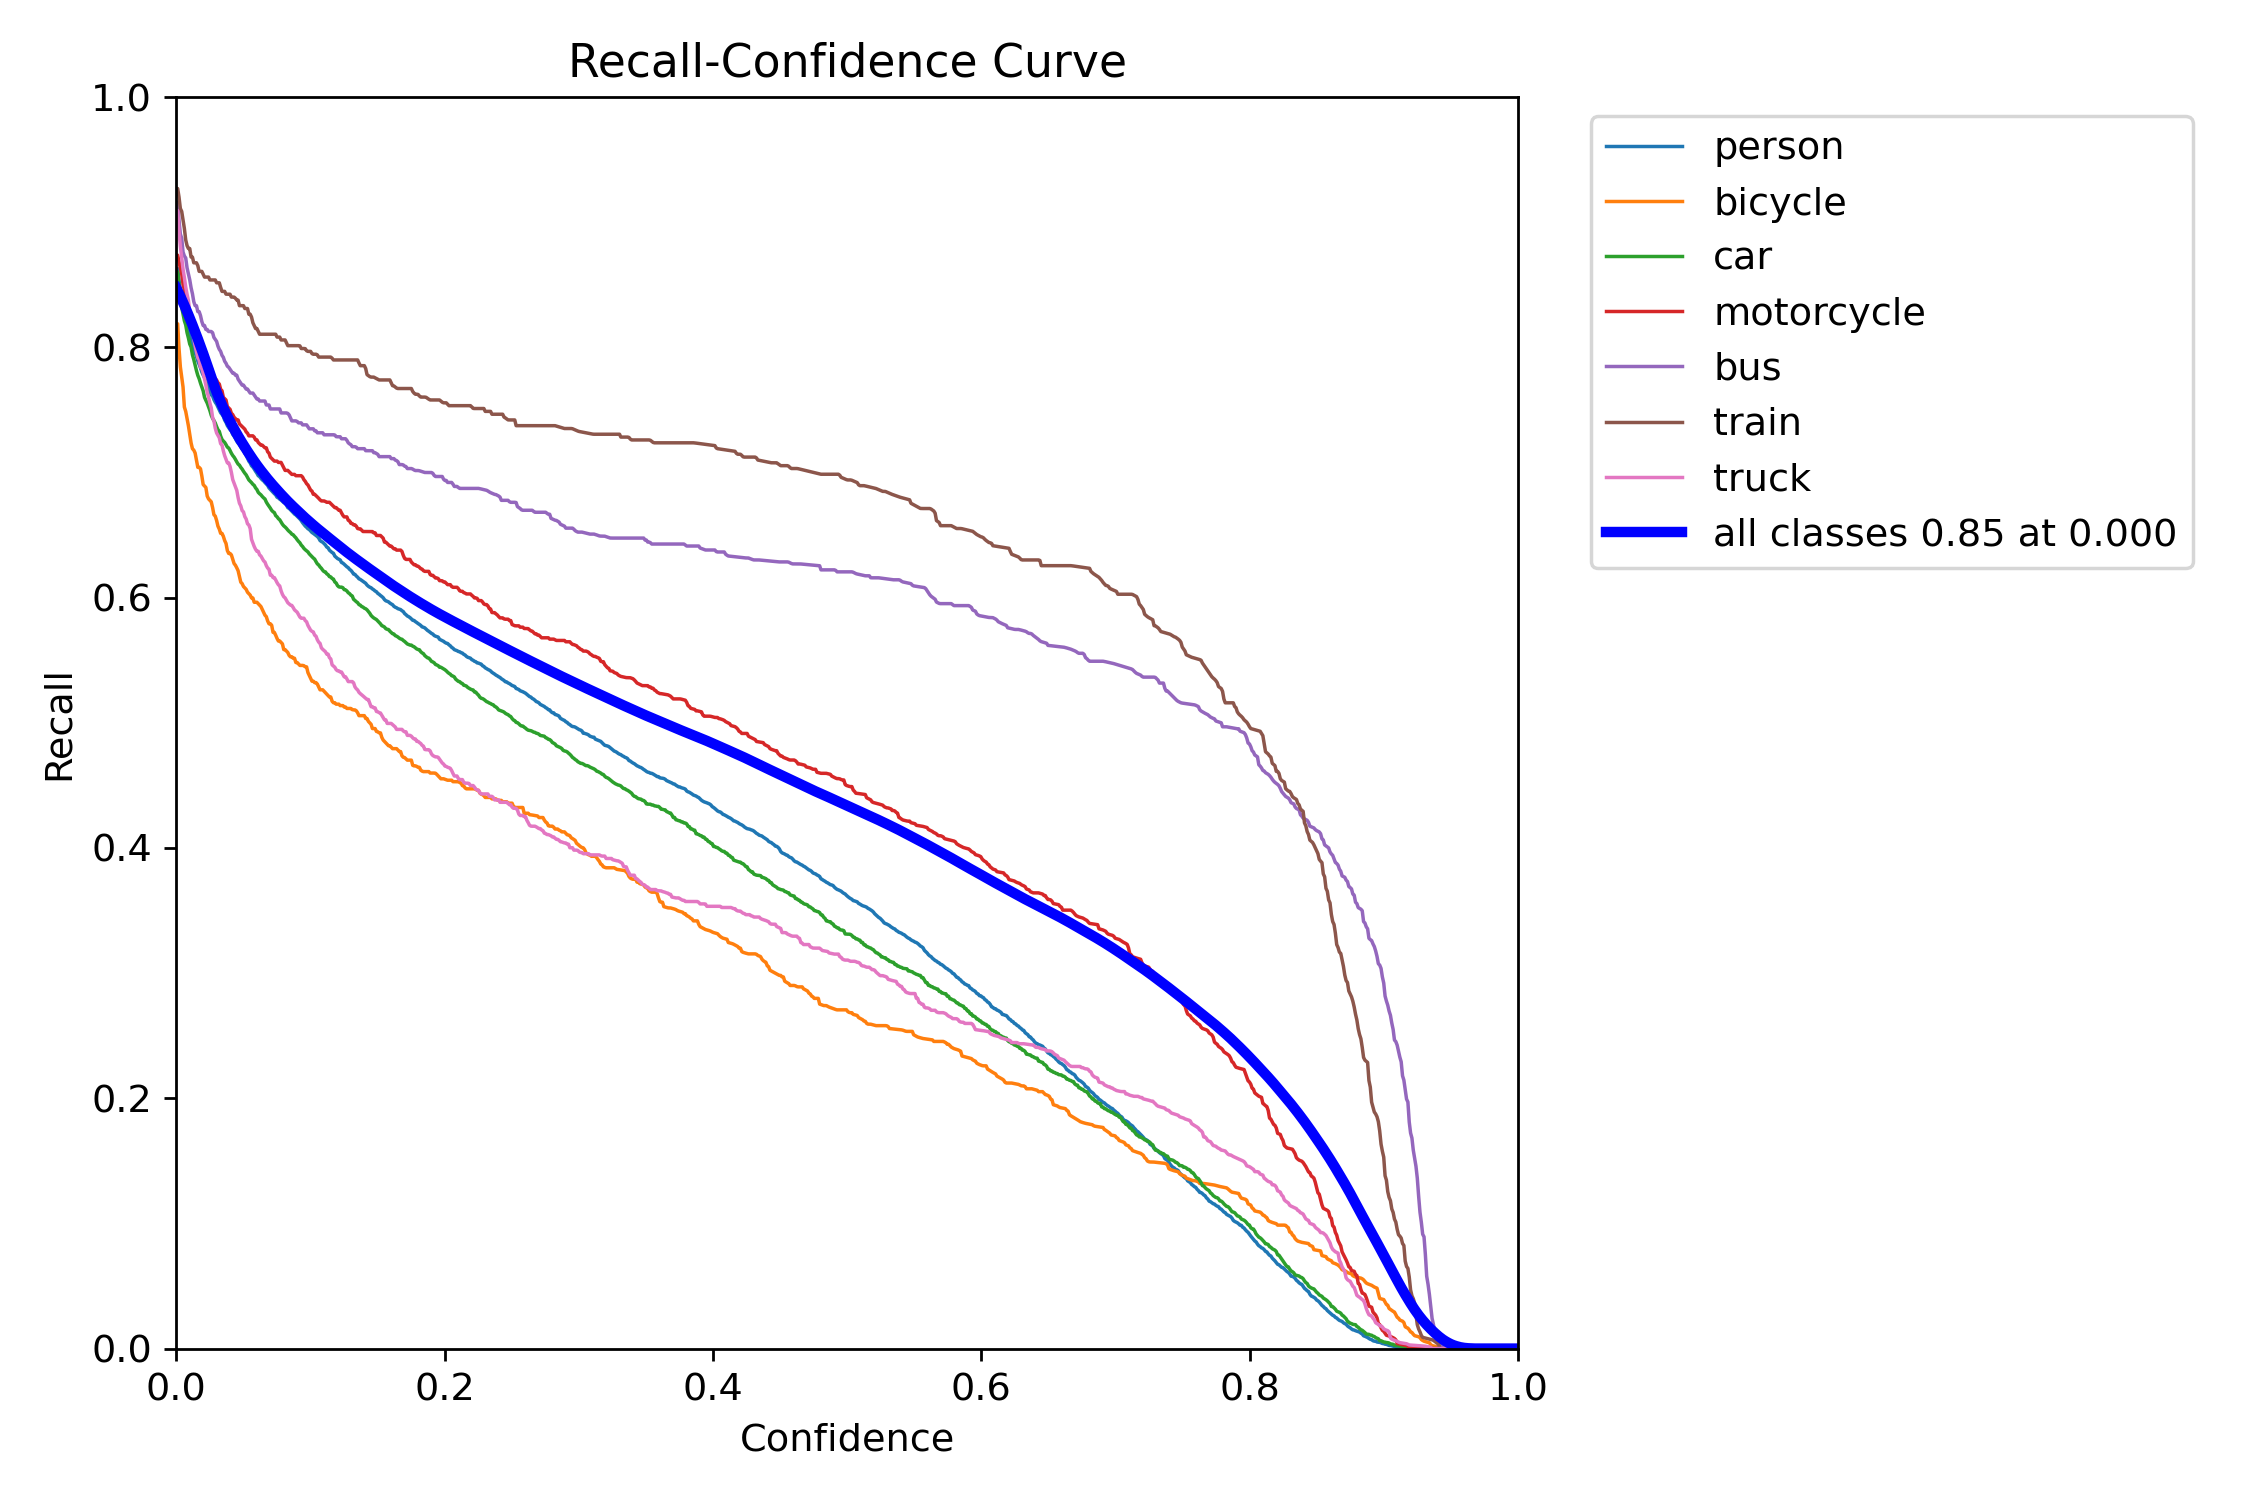 Recall-Confidence Curve
1.0
0.8
0.6
0.4
0.2
0.0
Recall
0.0 0.2 0.4 0.6 0.8 1.0
Confidence
person
bicycle
car
motorcycle
bus
train
truck
all classes 0.85 at 0.000